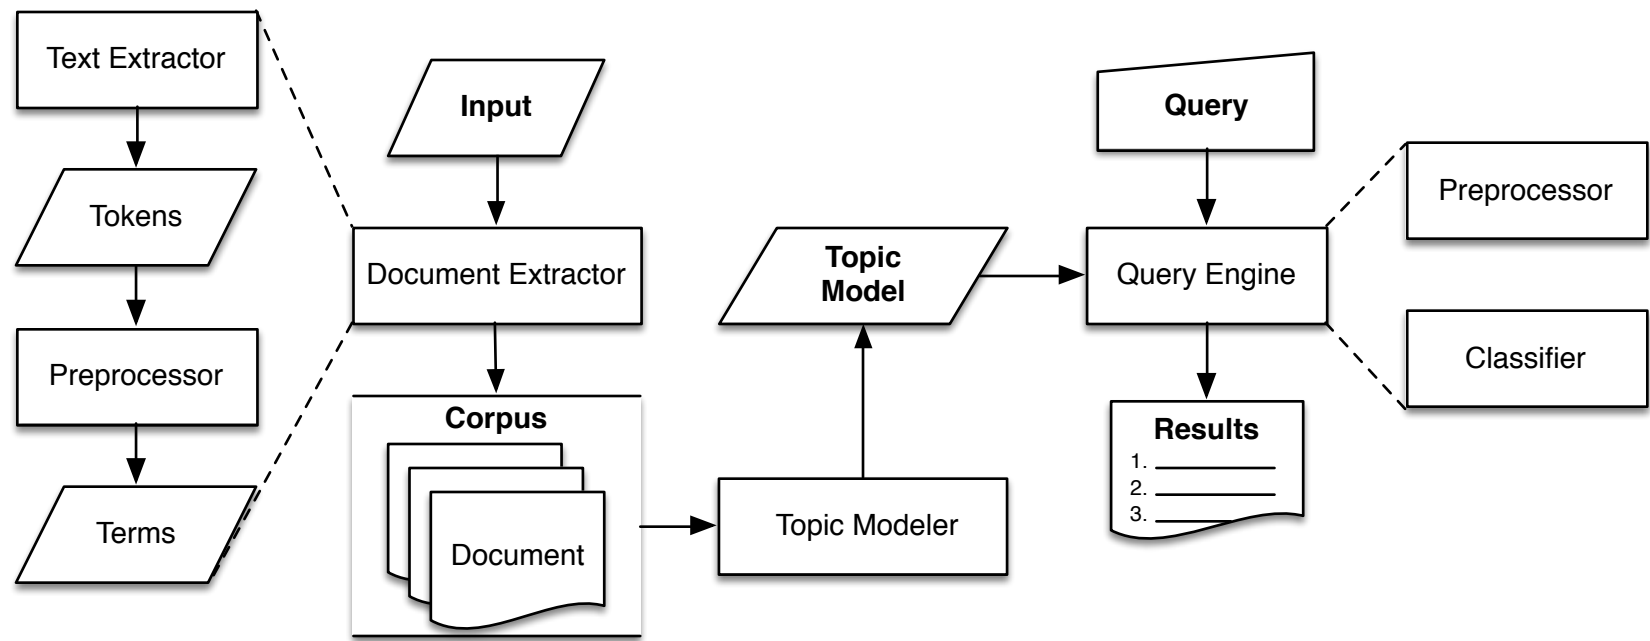 Text Extractor
Tokens
Preprocessor
Terms
Input
Document Extractor
Corpus
Document
Topic
Model
Topic Modeler
Query
Query Engine
Results
1.
2.
3.
Preprocessor
Classifier